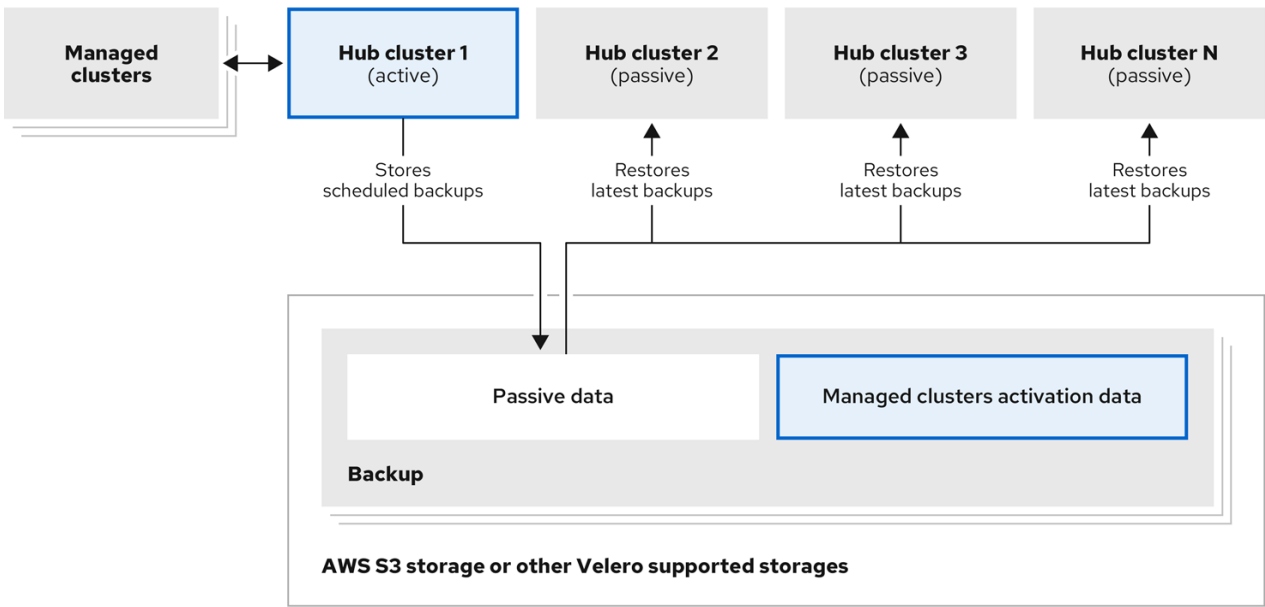 Managed
clusters
Hub cluster 1
(active)
Hub cluster 2
(passive)
Hub cluster 3
(passive)
Hub cluster N
(passive)
Stores
scheduled backups
Restores
latest backups
Restores
latest backups
Restores
latest backups
Passive data
Managed clusters activation data
Backup
AWS S3 storage or other Velero supported storages